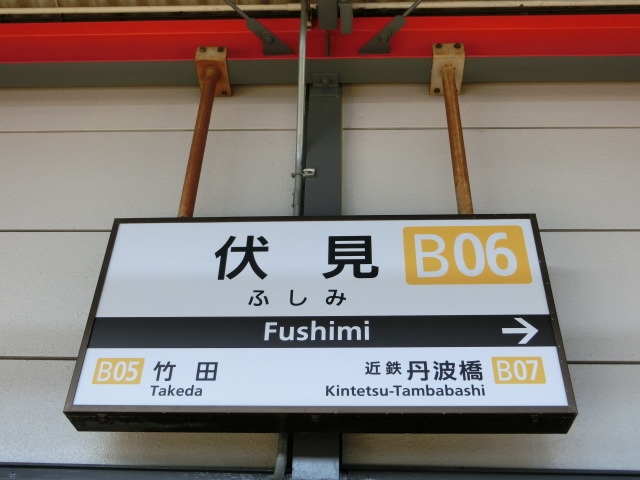 伏見 B06
ふしみ
Fushimi →
B05 竹田 近鉄丹波橋 B07
Takeda Kintetsu-Tambabashi